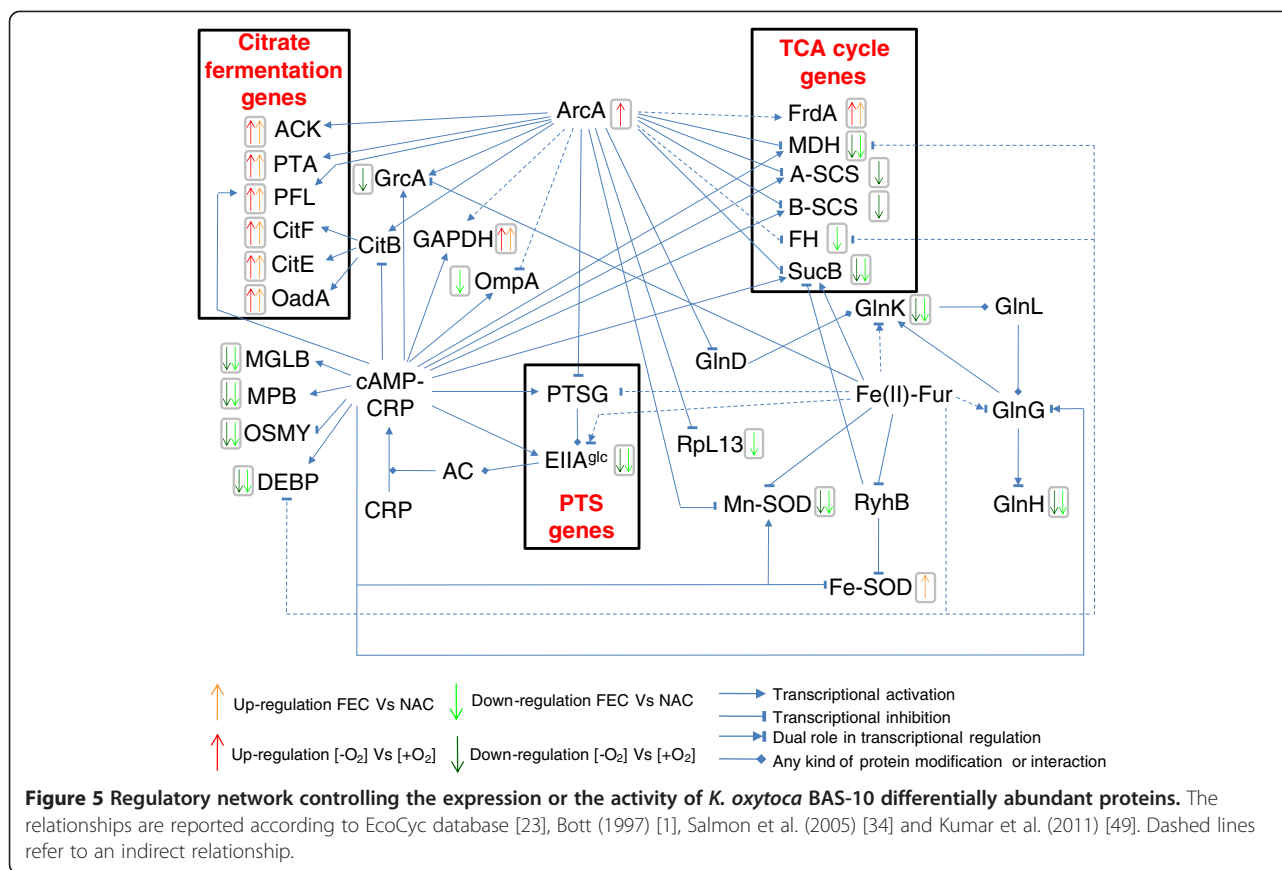 Citrate
fermentation
genes
ACK
PTA
PFL
CitF
CitE
OadA
TCA cycle
genes
FrdA
MDH
A-SCS
B-SCS
FH
SucB
ArcA
GrcA
CitB
GAPDH
OmpA
GlnK
GlnL
GlnD
MGLB
MPB
OSMY
DEBP
cAMP-
CRP
PTSG
EIIAglc
PTS
genes
AC
CRP
RpL13
Fe(II)-Fur
GlnG
Mn-SOD
RyhB
GlnH
Fe-SOD
Up-regulation FEC Vs NAC
Down-regulation FEC Vs NAC
Up-regulation [-O2] Vs [+O2]
Down-regulation [-O2] Vs [+O2]
Transcriptional activation
Transcriptional inhibition
Dual role in transcriptional regulation
Any kind of protein modification or interaction
Figure 5 Regulatory network controlling the expression or the activity of K. oxytoca BAS-10 differentially abundant proteins. The
relationships are reported according to EcoCyc database [23], Bott (1997) [1], Salmon et al. (2005) [34] and Kumar et al. (2011) [49]. Dashed lines
refer to an indirect relationship.